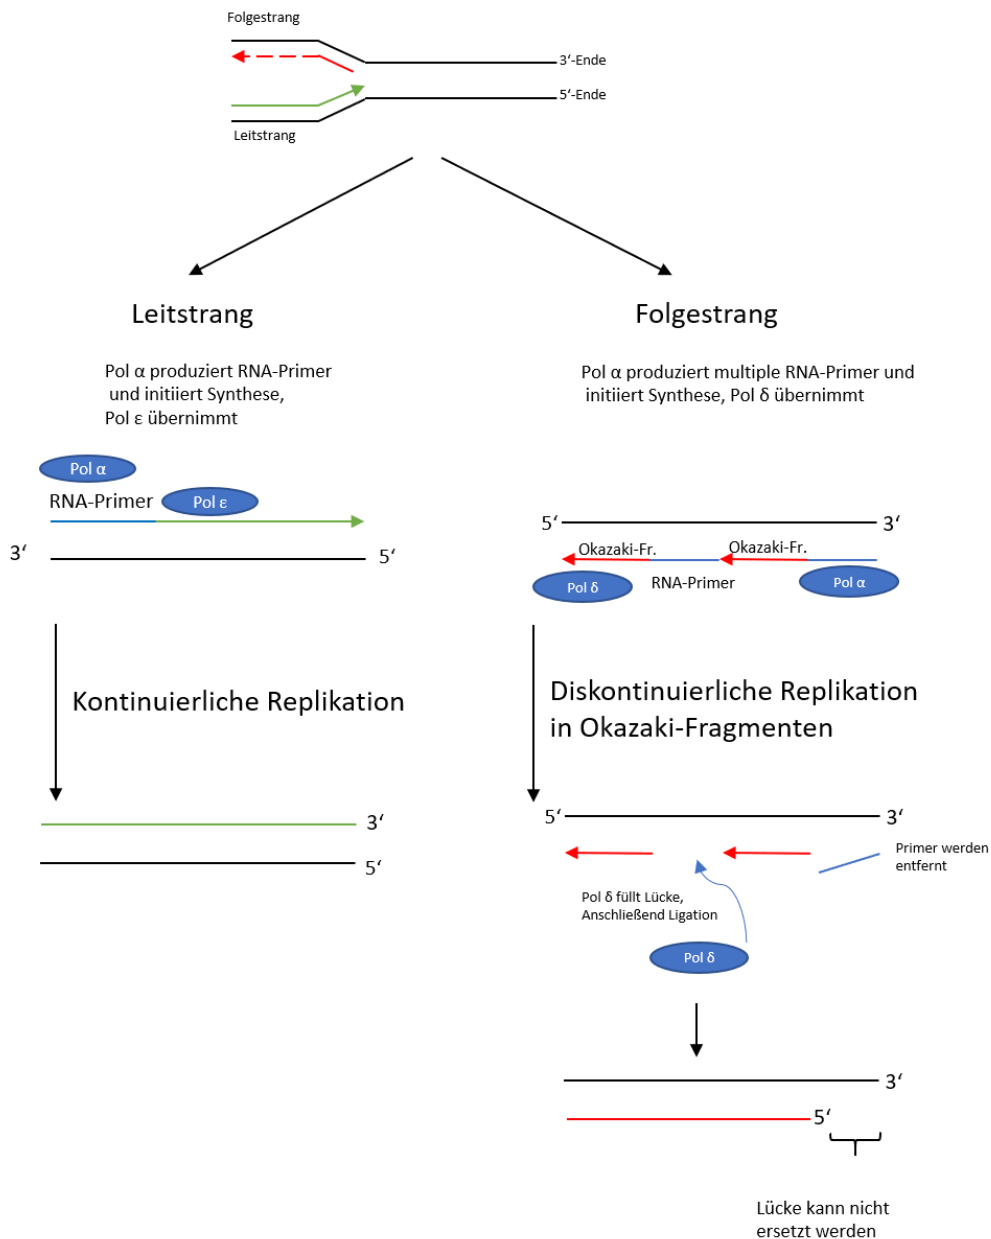 Folgestrang
3‘-Ende
5‘-Ende
Leitstrang
Leitstrang
Pol α produziert RNA-Primer
und initiiert Synthese,
Pol ε übernimmt
Pol α
RNA-Primer
Pol ε
3‘
5‘
Kontinuierliche Replikation
3‘
5‘
Folgestrang
Pol α produziert multiple RNA-Primer und
initiiert Synthese, Pol δ übernimmt
5‘
3‘
Okazaki-Fr.
Okazaki-Fr.
Pol δ
RNA-Primer
Pol α
Diskontinuierliche Replikation
in Okazaki-Fragmenten
5‘
3‘
Primer werden
entfernt
Pol δ füllt Lücke,
Anschließend Ligation
Pol δ
3‘
5‘
Lücke kann nicht
ersetzt werden